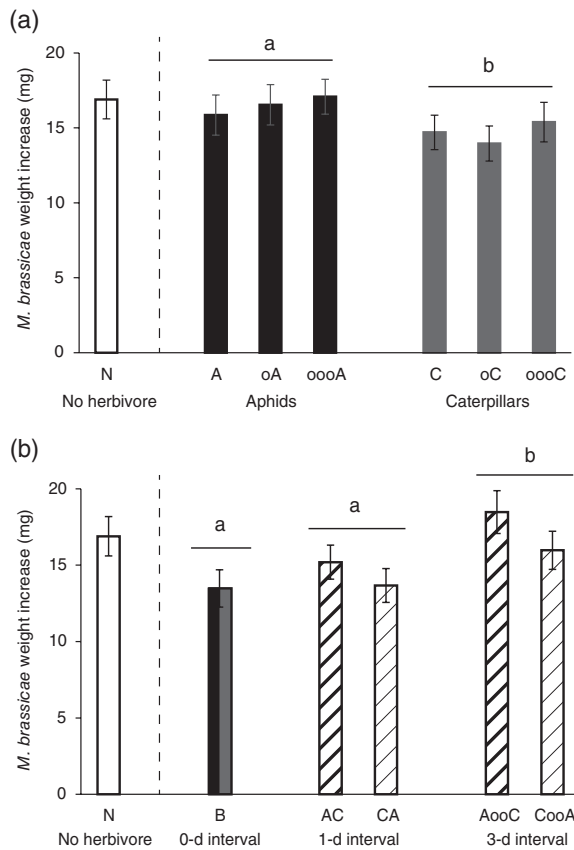 (a)
a
b
M. brassicae weight increase (mg)
20
15
10
5
0
N A oA oooA C oC oooC
No herbivore Aphids Caterpillars
(b)
b
a a
M. brassicae weight increase (mg)
20
15
10
5
0
N B AC CA AooC CooA
No herbivore 0-d interval 1-d interval 3-d interval